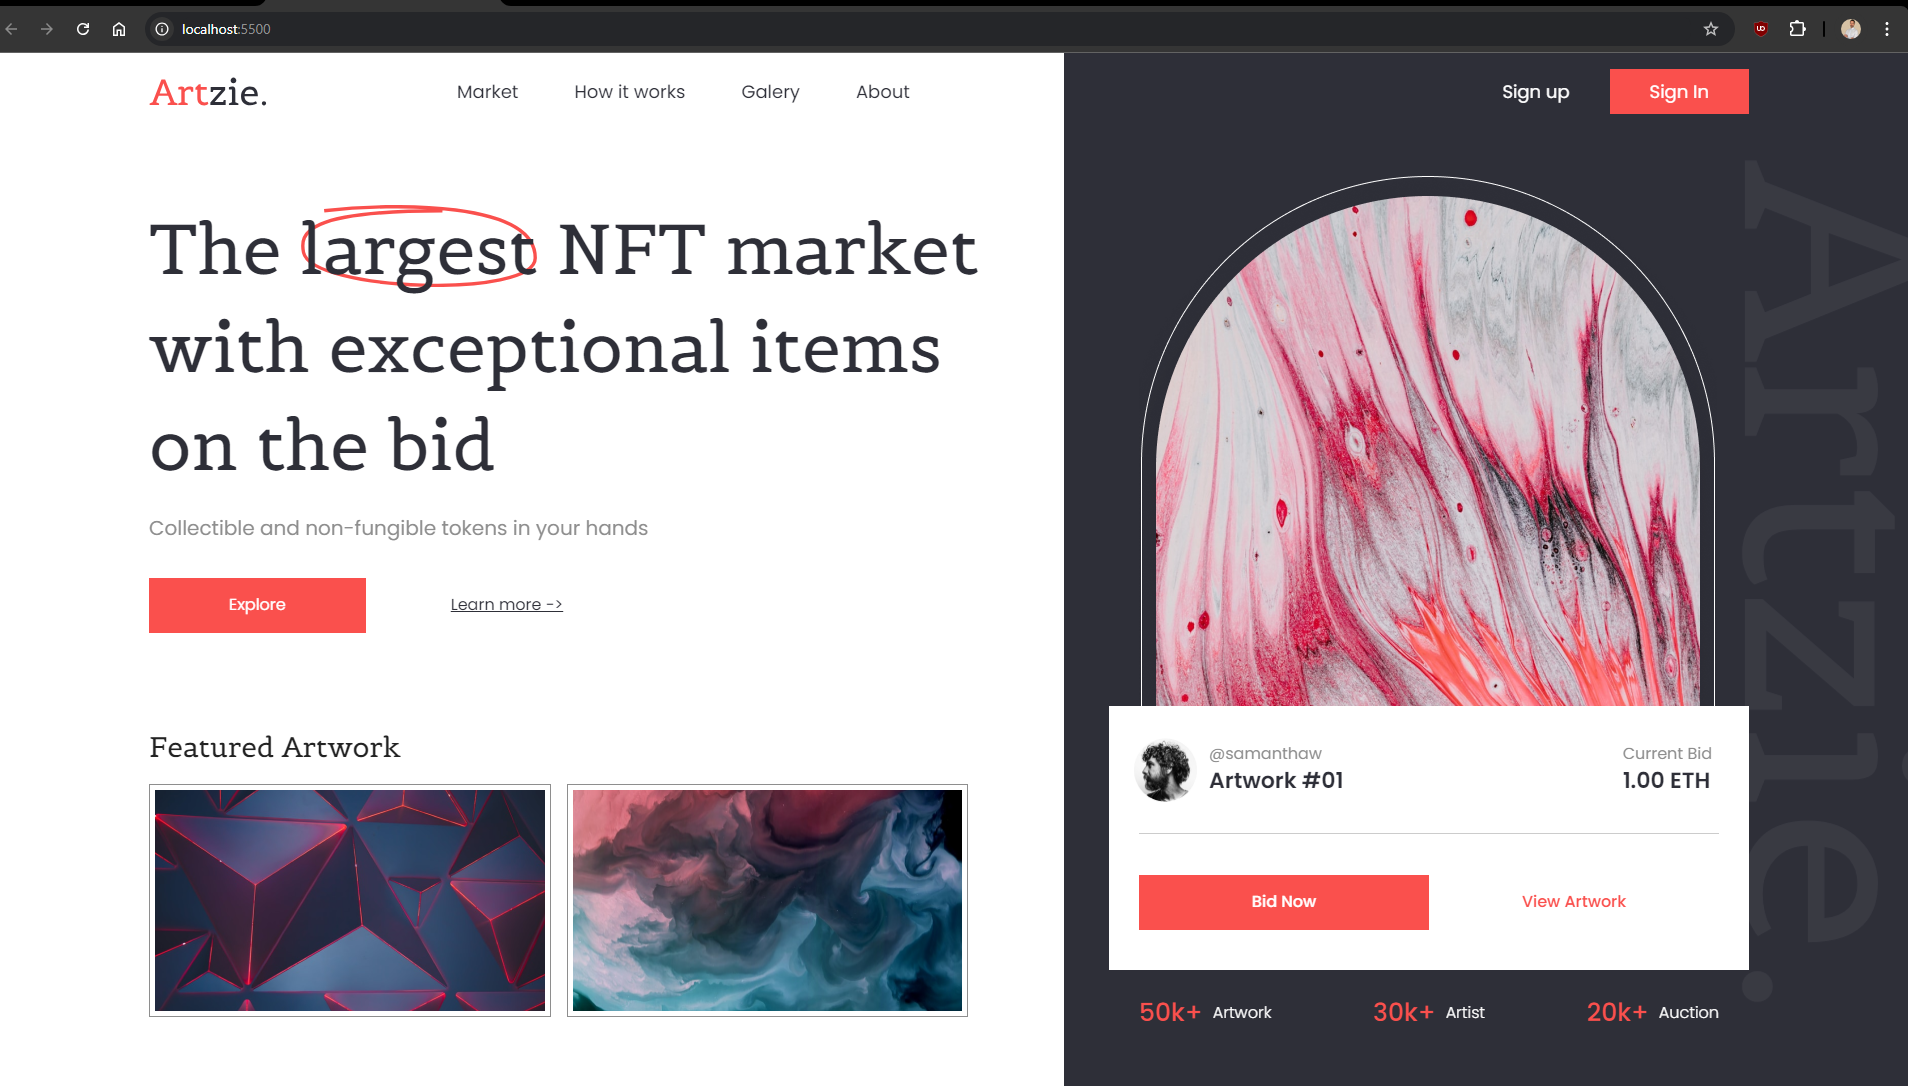 localhost:5500
Artzie.
Market
How it works
Galery
About
Sign up
Sign In
The largest NFT market
with exceptional items
on the bid
Collectible and non-fungible tokens in your hands
Explore
Learn more ->
Featured Artwork
Artzie.
@samanthaw
Artwork #01
Current Bid
1.00 ETH
Bid Now
View Artwork
50k+ Artwork
30k+ Artist
20k+ Auction